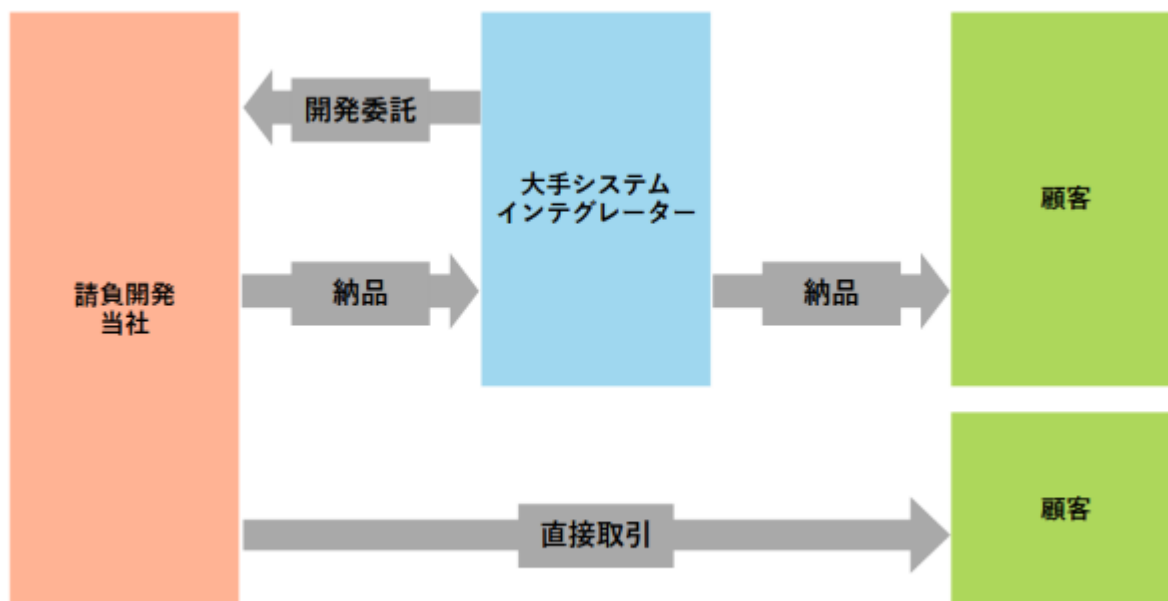 開発委託
大手システム
インテグレーター
顧客
請負開発
当社
納品
納品
顧客
直接取引